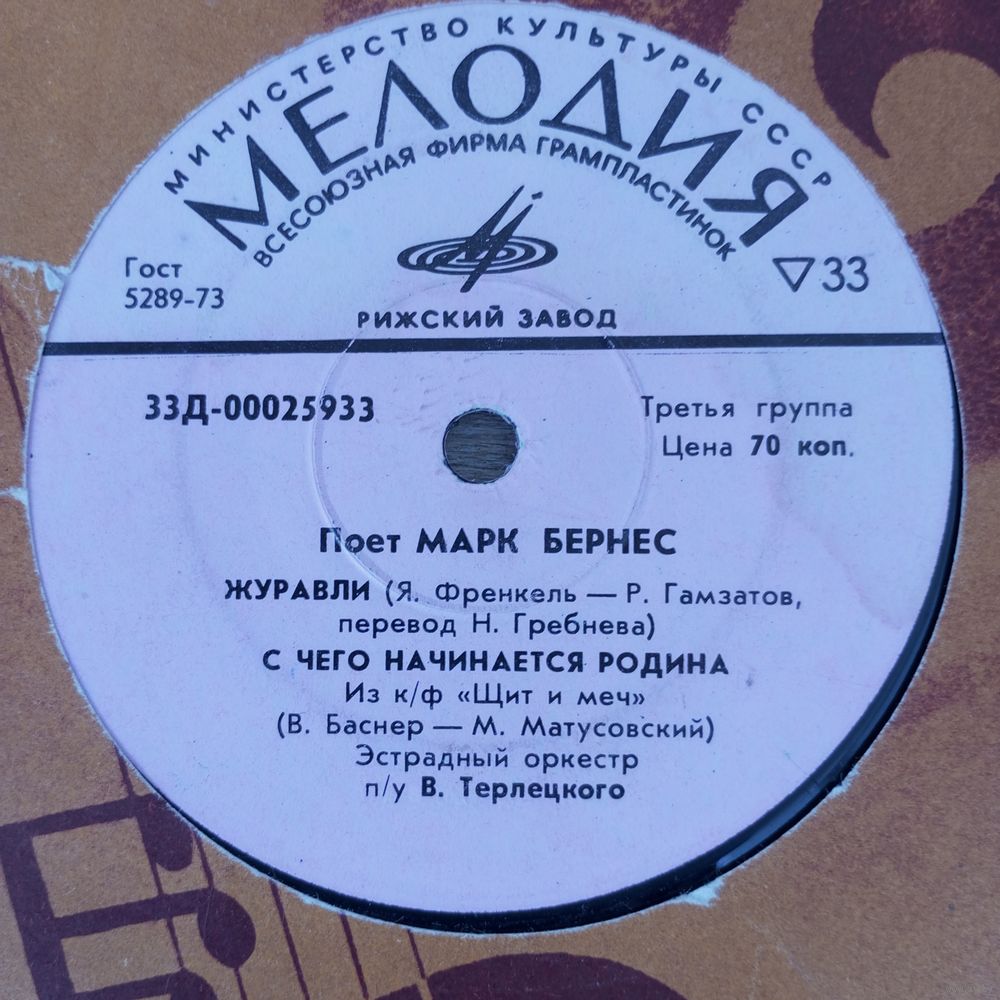 МИНИСТЕРСТВО КУЛЬТУРЫ СССР
МЕЛОДИЯ
ВСЕСОЮЗНАЯ ФИРМА ГРАМПЛАСТИНОК
Гост
5289-73
▽33
РИЖСКИЙ ЗАВОД
33Д-00025933
Третья группа
Цена 70 коп.
Поет МАРК БЕРНЕС
ЖУРАВЛИ (Я. Френкель — Р. Гамзатов,
перевод Н. Гребнева)
С ЧЕГО НАЧИНАЕТСЯ РОДИНА
Из к/ф «Щит и меч»
(В. Баснер — М. Матусовский)
Эстрадный оркестр
п/у В. Терлецкого